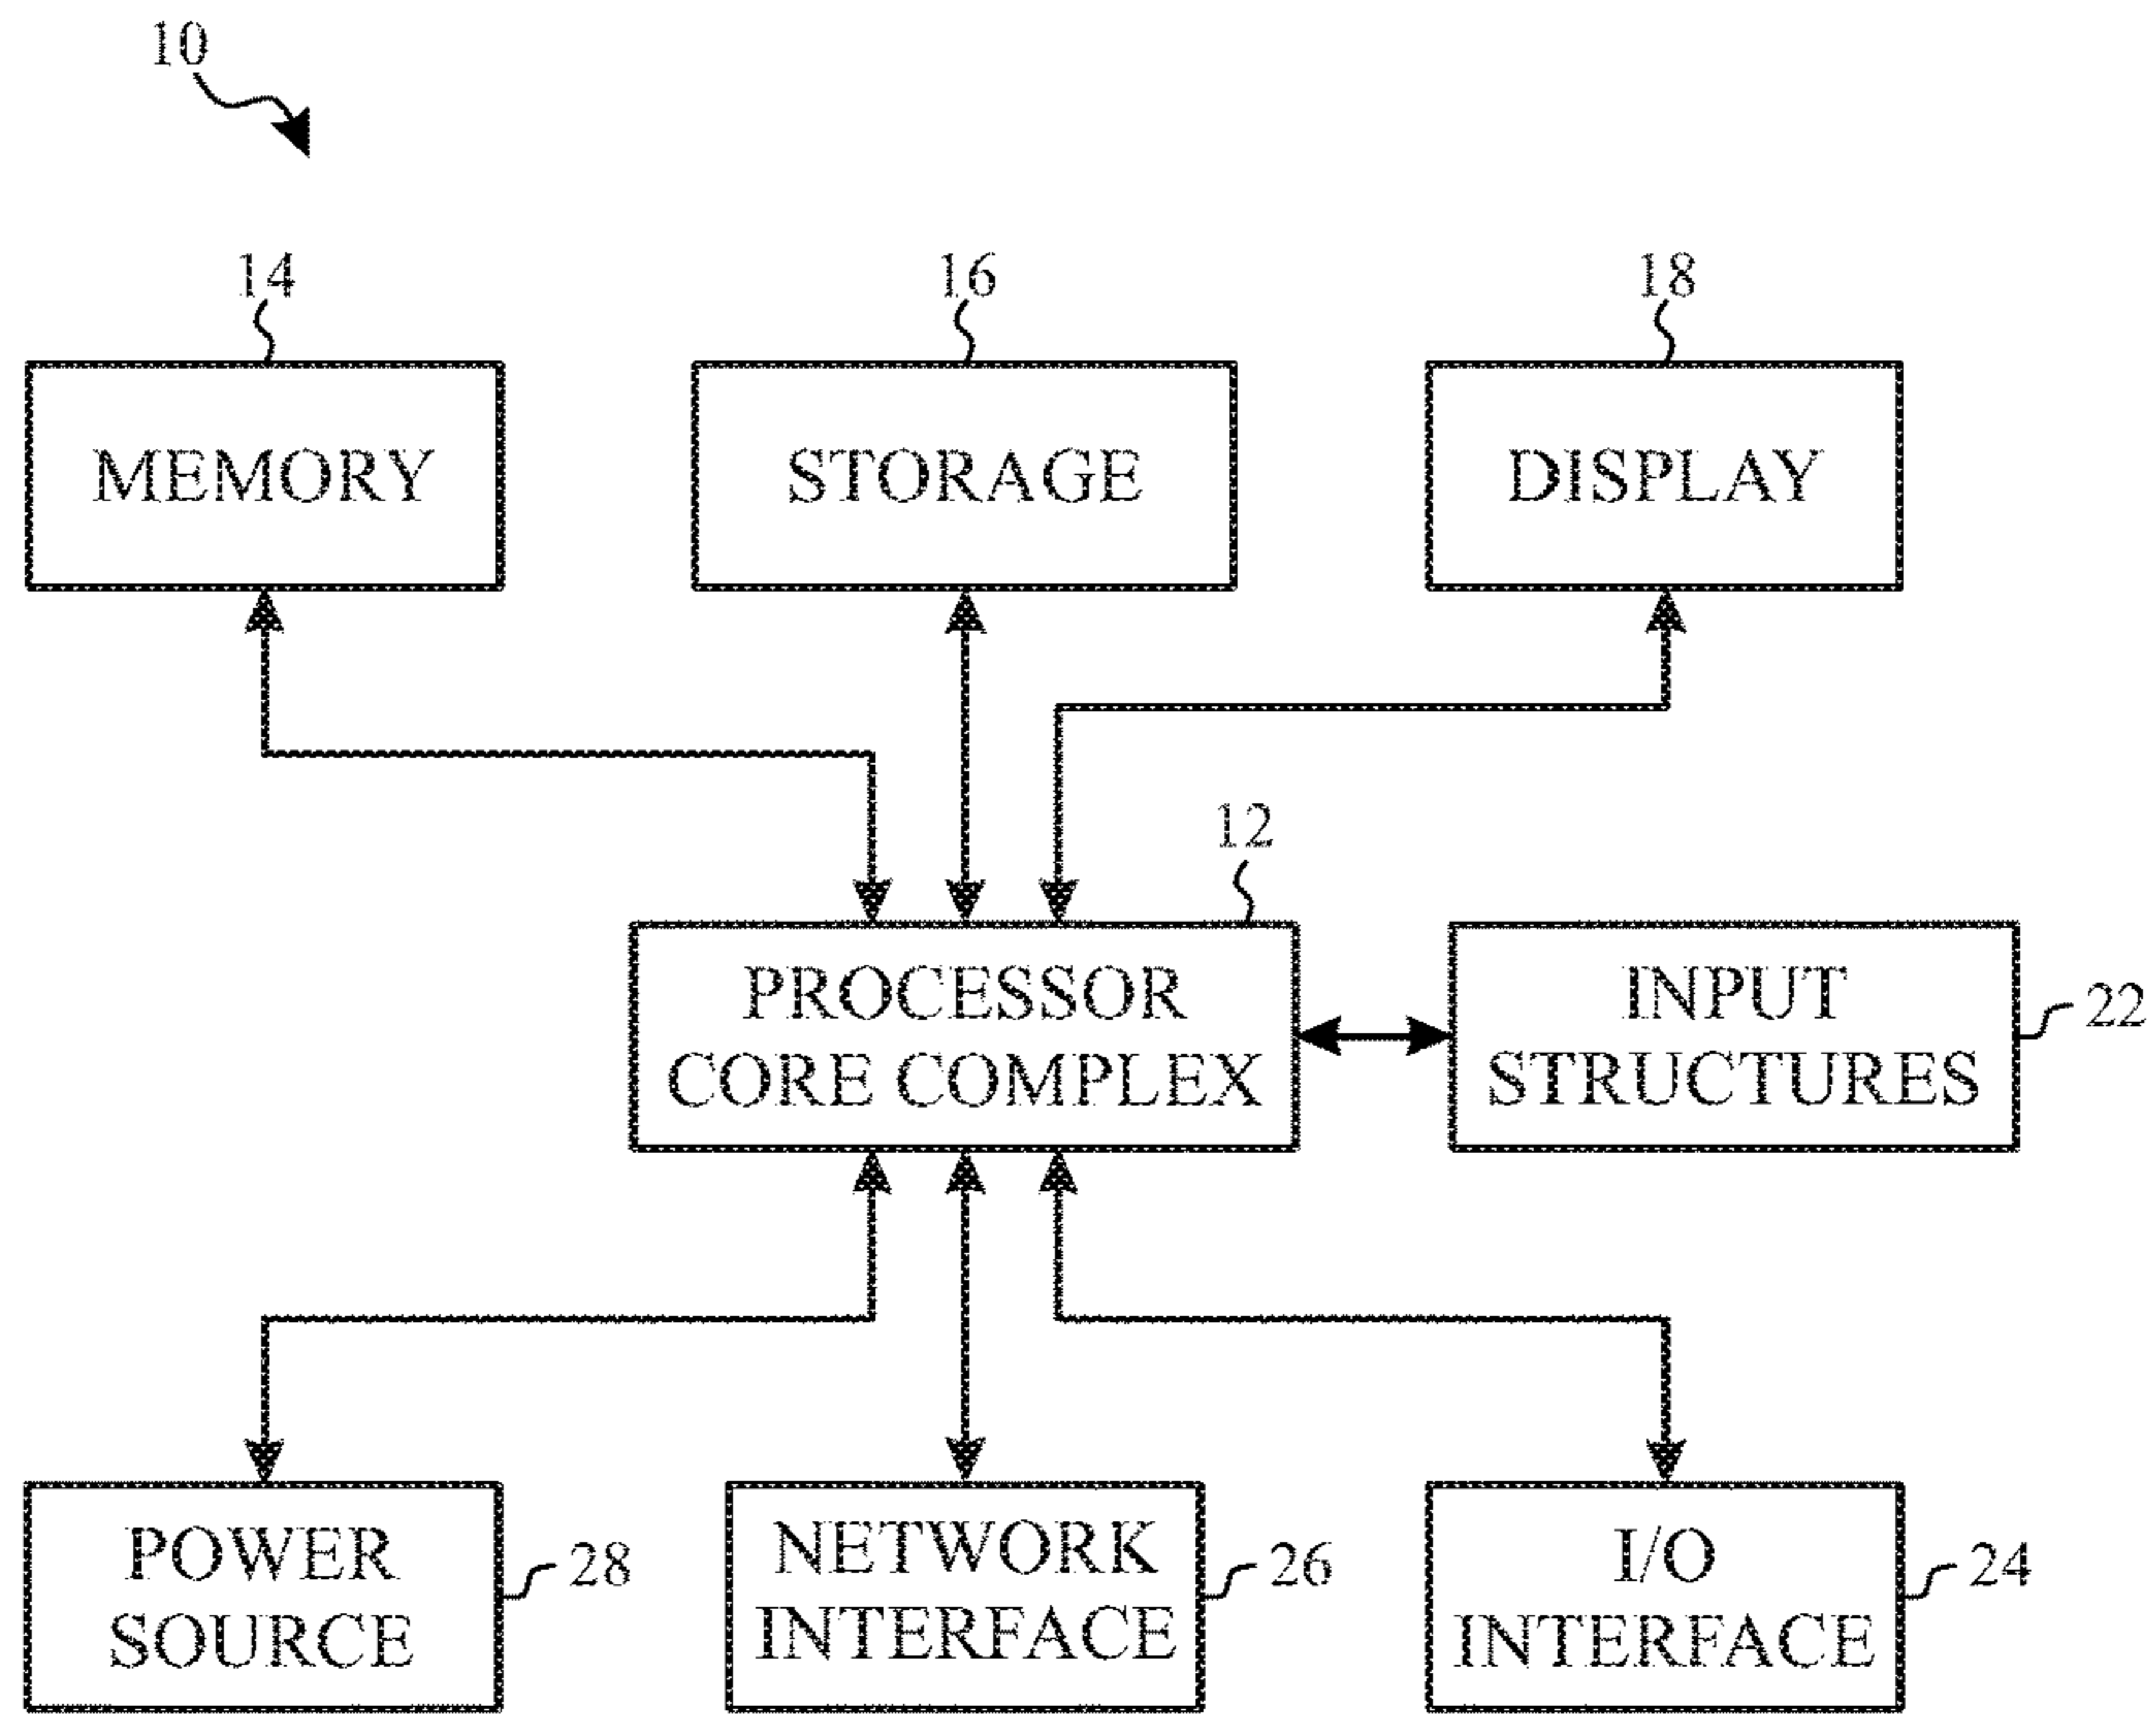 10
14
16
18
MEMORY
STORAGE
DISPLAY
12
PROCESSOR
CORE COMPLEX
INPUT
STRUCTURES
22
POWER
SOURCE
28
NETWORK
INTERFACE
26
I/O
INTERFACE
24